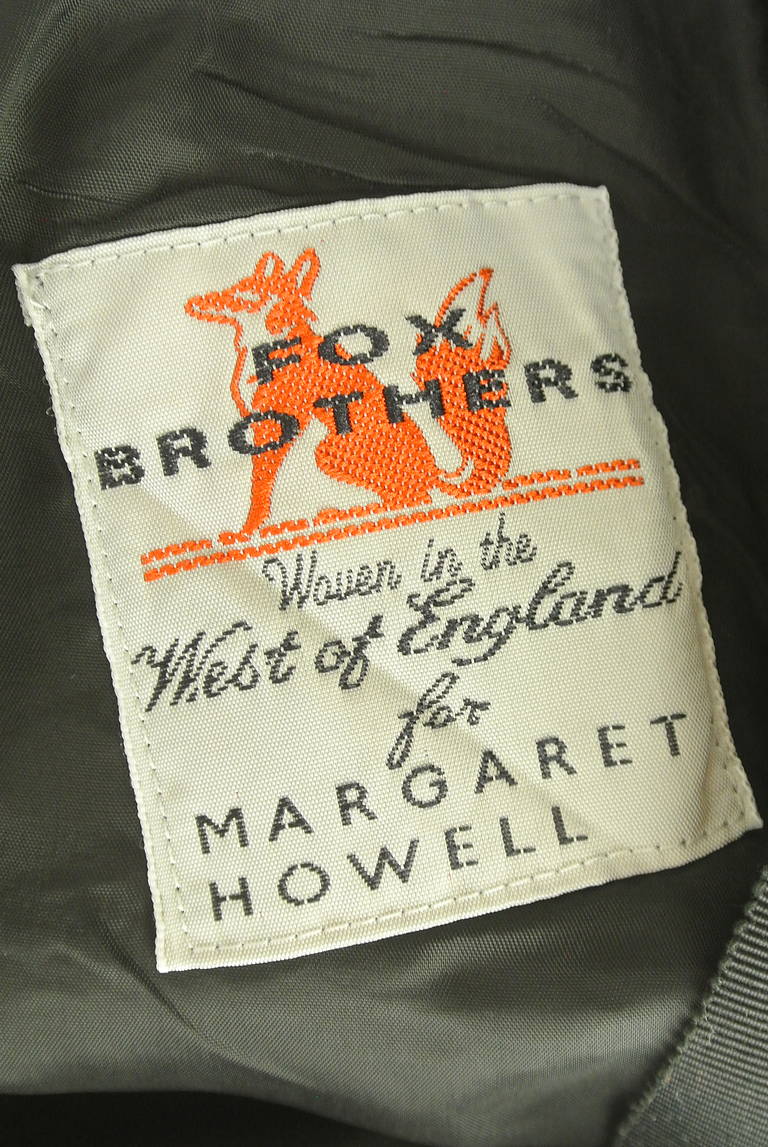 FOX
BROTHERS
Woven in the
West of England
for
MARGARET
HOWELL